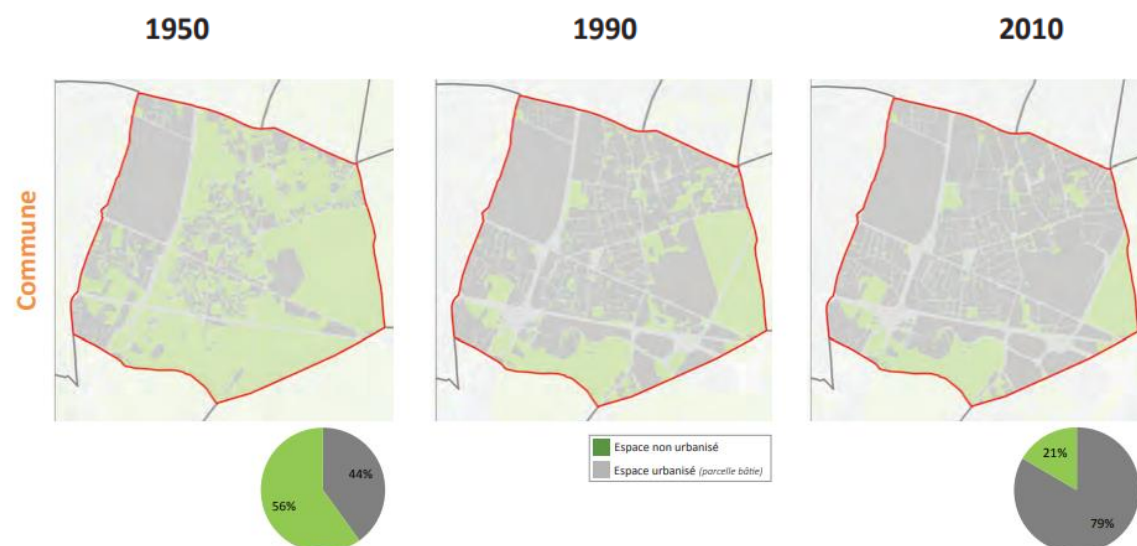 1950
1990
2010
Commune
Espace non urbanisé
Espace urbanisé (parcelle bâtie)
44%
56%
21%
79%